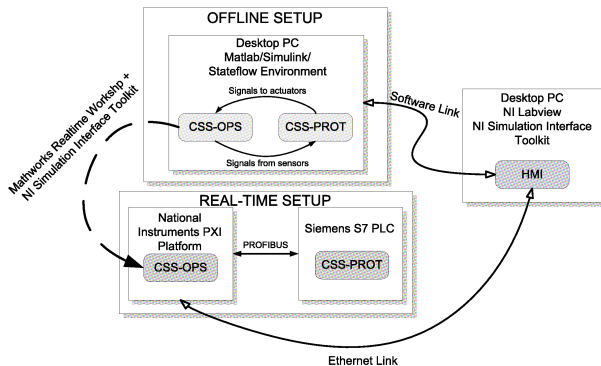 OFFLINE SETUP
Desktop PC
Matlab/Simulink/
Stateflow Environment
Signals to actuators
CSS-OPS
CSS-PROT
Signals from sensors
Mathworks Realtime Workshp +
NI Simulation Interface Toolkit
Software Link
Desktop PC
NI Labview
NI Simulation Interface
Toolkit
HMI
REAL-TIME SETUP
National
Instruments PXI
Platform
CSS-OPS
PROFIBUS
Siemens S7 PLC
CSS-PROT
Ethernet Link